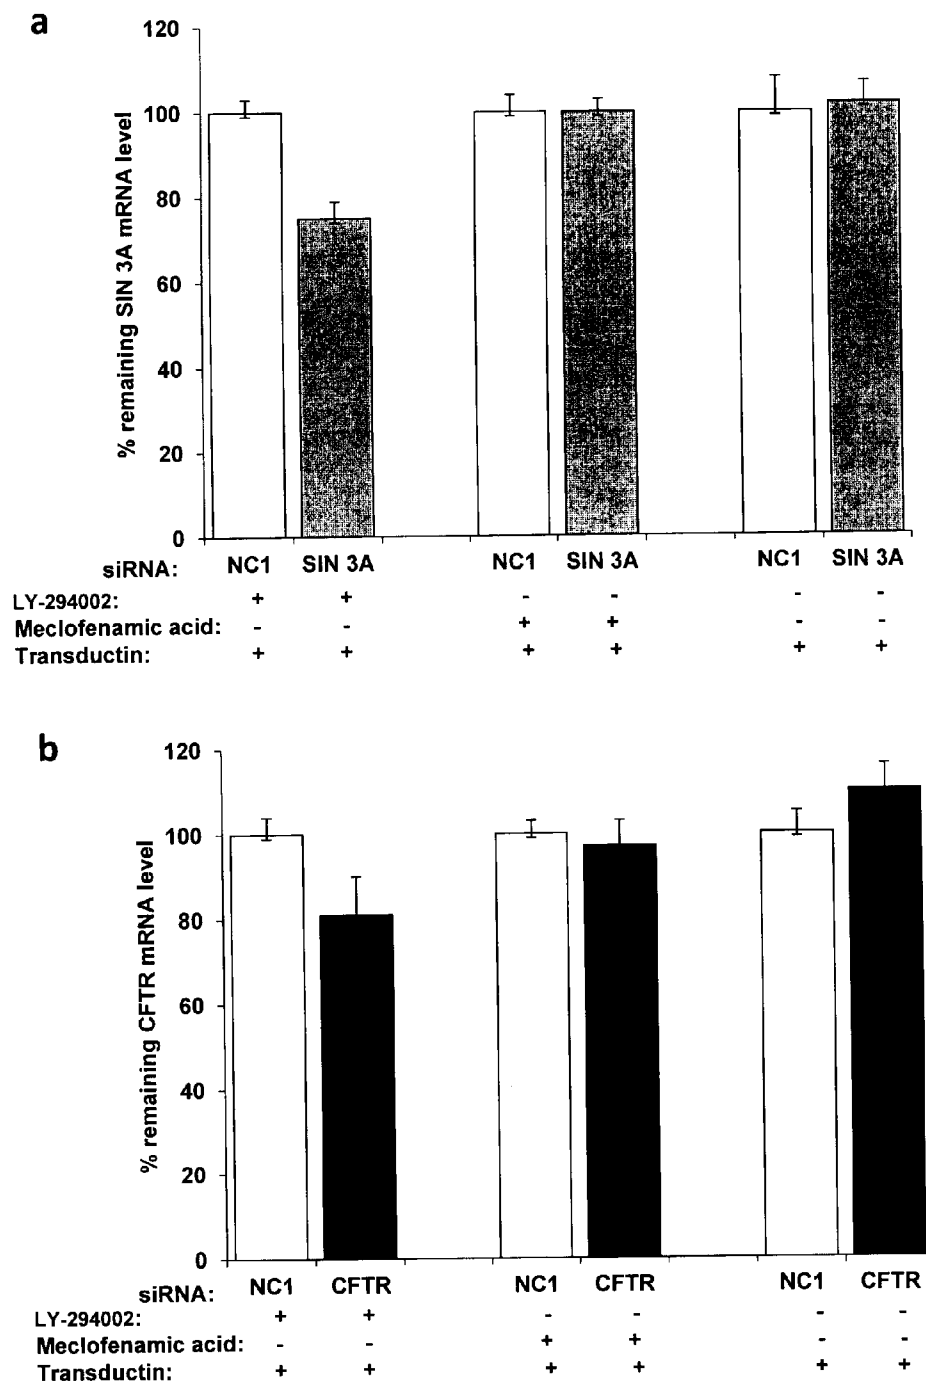 a
% remaining SIN 3A mRNA level
120
100
80
60
40
20
0
siRNA: NC1 SIN 3A NC1 SIN 3A NC1 SIN 3A
LY-294002: + + - - - -
Meclofenamic acid: - - + + - -
Transductin: + + + + + +
b
% remaining CFTR mRNA level
120
100
80
60
40
20
0
siRNA: NC1 CFTR NC1 CFTR NC1 CFTR
LY-294002: + + - - - -
Meclofenamic acid: - - + + - -
Transductin: + + + + + +